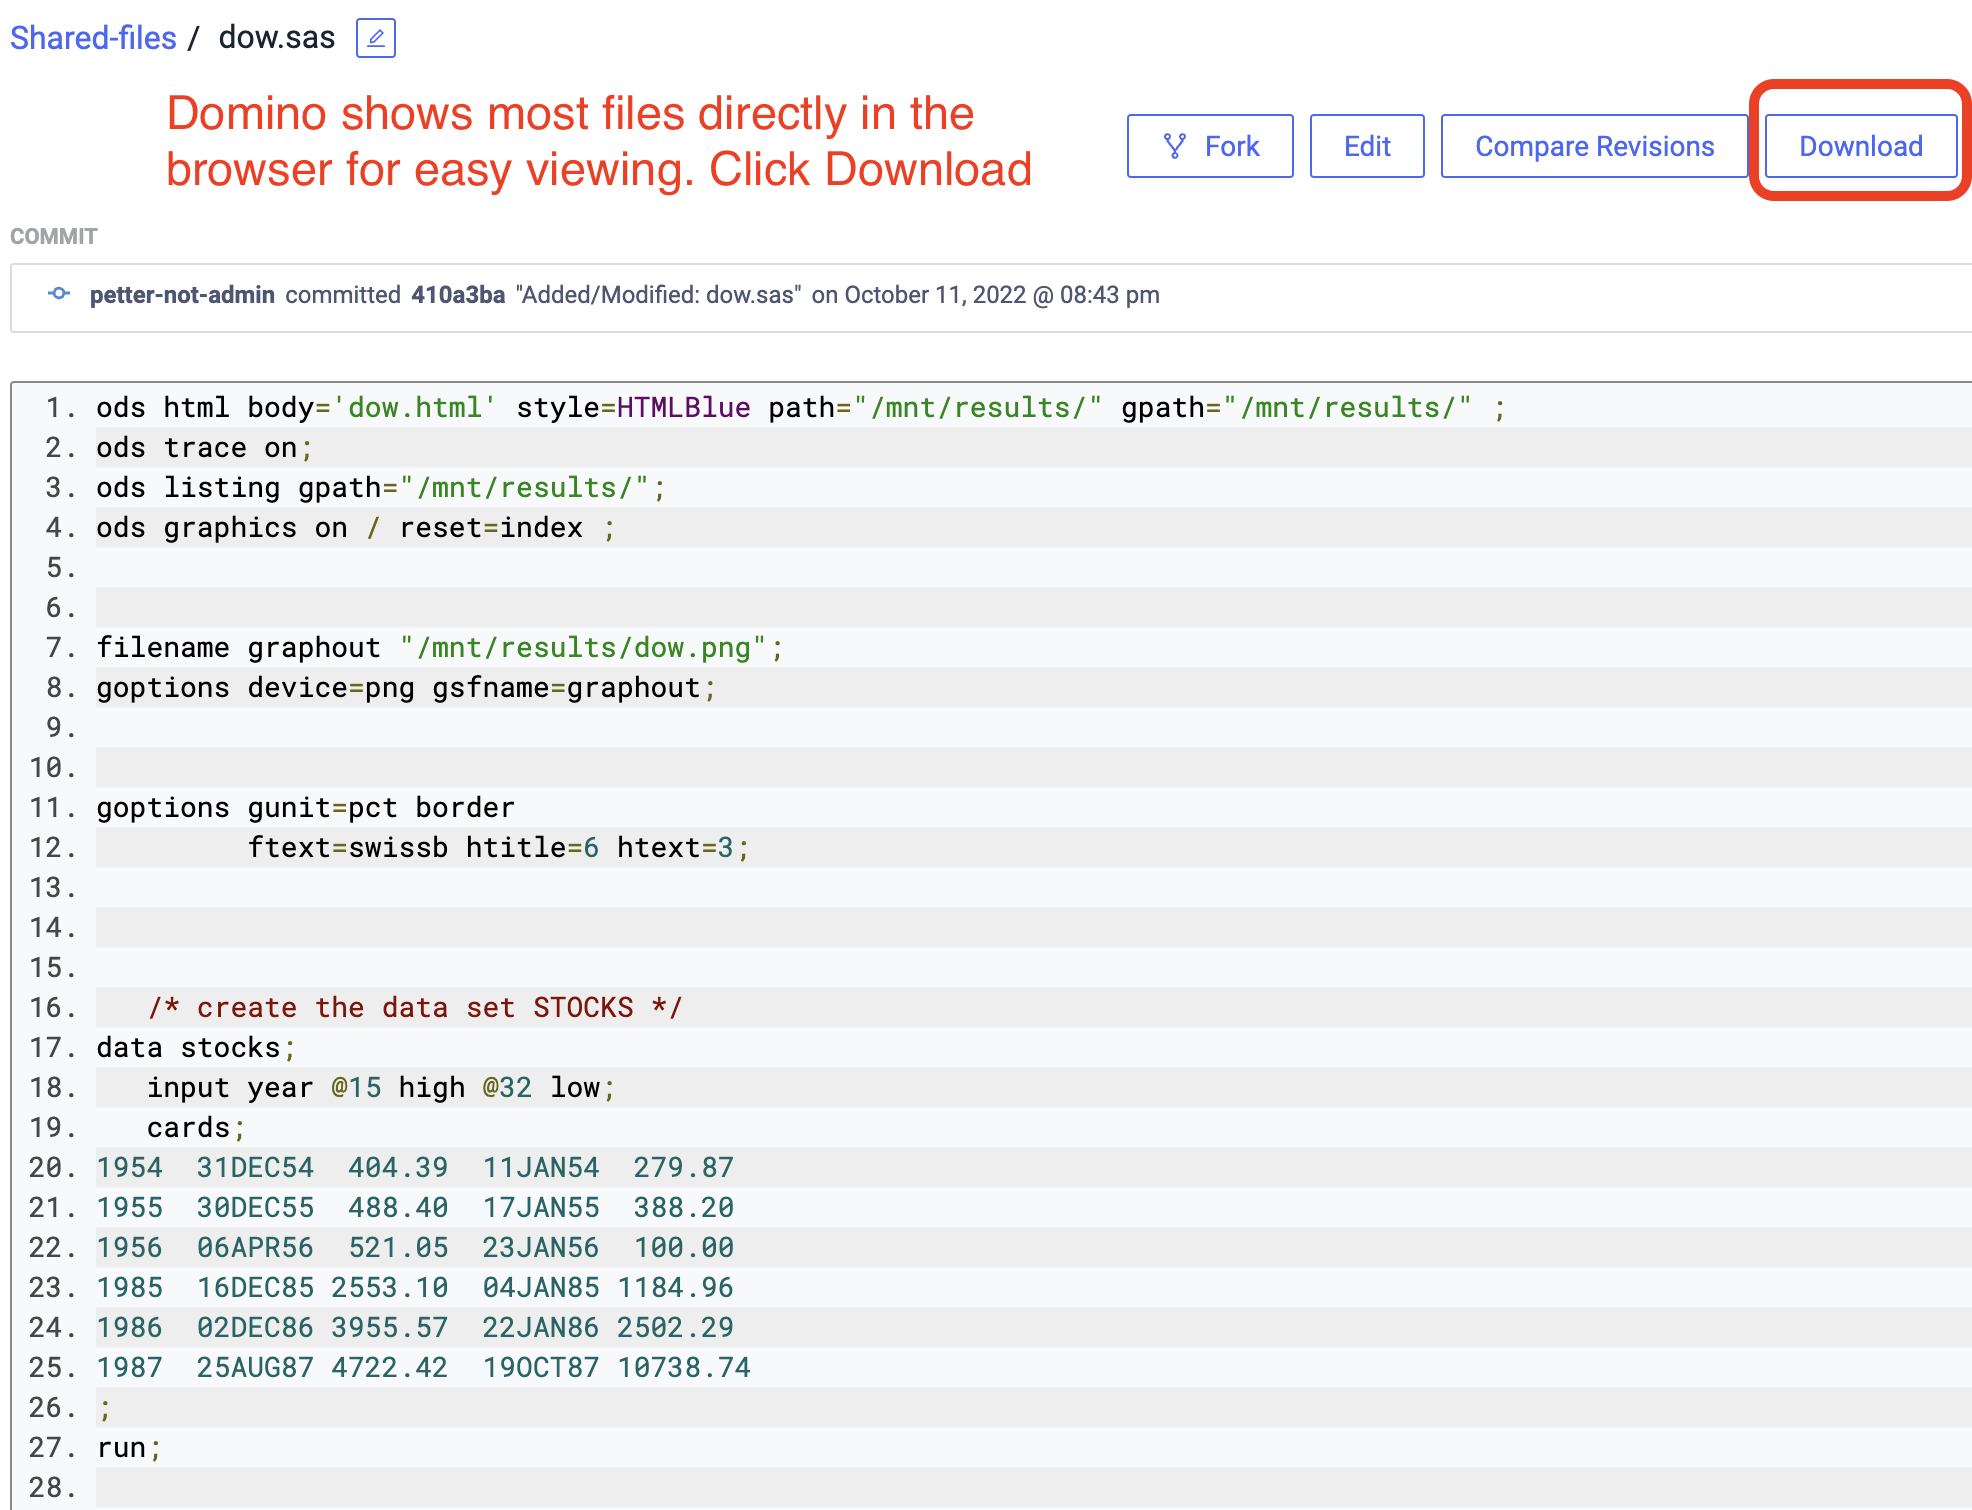 Shared-files / dow.sas
Domino shows most files directly in the
browser for easy viewing. Click Download
Fork Edit Compare Revisions Download
COMMIT
petter-not-admin committed 410a3ba "Added/Modified: dow.sas" on October 11, 2022 @ 08:43 pm
1. ods html body='dow.html' style=HTMLBlue path="/mnt/results/" gpath="/mnt/results/" ;
2. ods trace on;
3. ods listing gpath="/mnt/results/";
4. ods graphics on / reset=index ;
5.
6.
7. filename graphout "/mnt/results/dow.png";
8. goptions device=png gsfname=graphout;
9.
10.
11. goptions gunit=pct border
12.          ftext=swissb htitle=6 htext=3;
13.
14.
15.
16.    /* create the data set STOCKS */
17. data stocks;
18.    input year @15 high @32 low;
19.    cards;
20. 1954  31DEC54  404.39  11JAN54  279.87
21. 1955  30DEC55  488.40  17JAN55  388.20
22. 1956  06APR56  521.05  23JAN56  100.00
23. 1985  16DEC85 2553.10  04JAN85 1184.96
24. 1986  02DEC86 3955.57  22JAN86 2502.29
25. 1987  25AUG87 4722.42  19OCT87 10738.74
26. ;
27. run;
28.